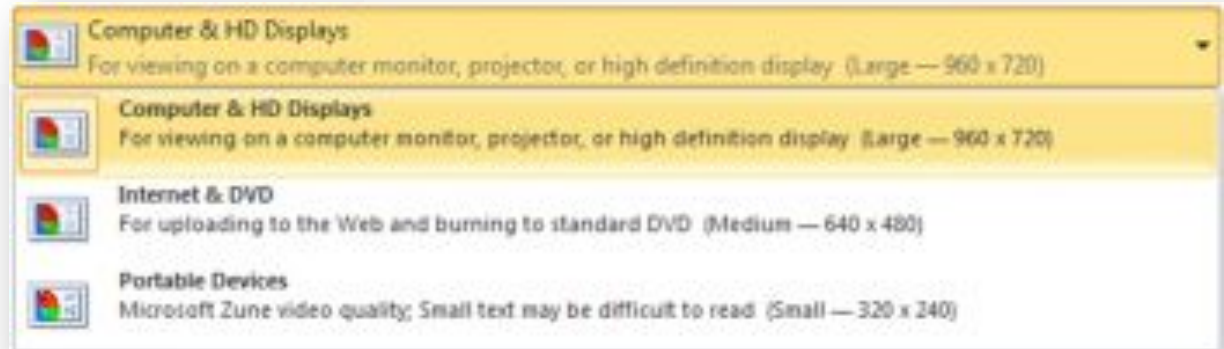 Computer & HD Displays
For viewing on a computer monitor, projector, or high definition display (Large — 960 x 720)
Computer & HD Displays
For viewing on a computer monitor, projector, or high definition display (Large — 960 x 720)
Internet & DVD
For uploading to the Web and burning to standard DVD (Medium — 640 x 480)
Portable Devices
Microsoft Zune video quality; Small text may be difficult to read (Small — 320 x 240)